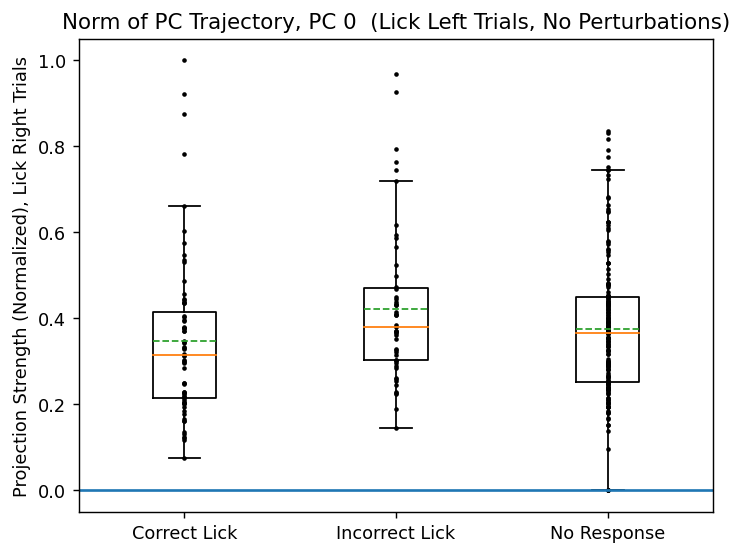 Norm of PC Trajectory, PC 0  (Lick Left Trials, No Perturbations)
Projection Strength (Normalized), Lick Right Trials
1.0
0.8
0.6
0.4
0.2
0.0
Correct Lick
Incorrect Lick
No Response